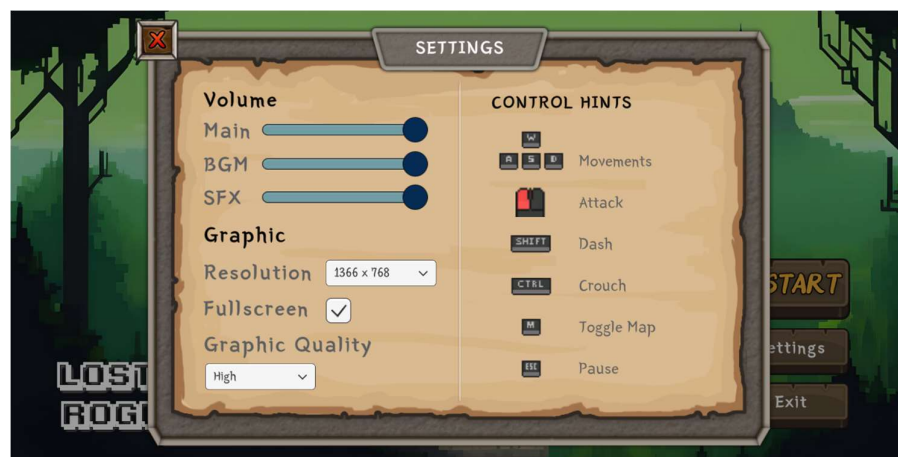 X
SETTINGS
Volume
Main
BGM
SFX
Graphic
Resolution 1366 x 768
Fullscreen
Graphic Quality
High
CONTROL HINTS
W
A S D Movements
Attack
SHIFT Dash
CTRL Crouch
M Toggle Map
ESC Pause
LOST
START
ettings
Exit